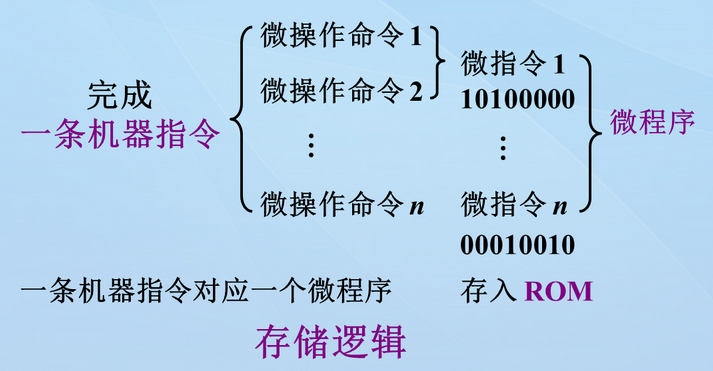 微操作命令 1
微操作命令 2
微指令 1
完成
一条机器指令
10100000
微程序
⋮
⋮
微操作命令 n
微指令 n
00010010
一条机器指令对应一个微程序
存入 ROM
存储逻辑